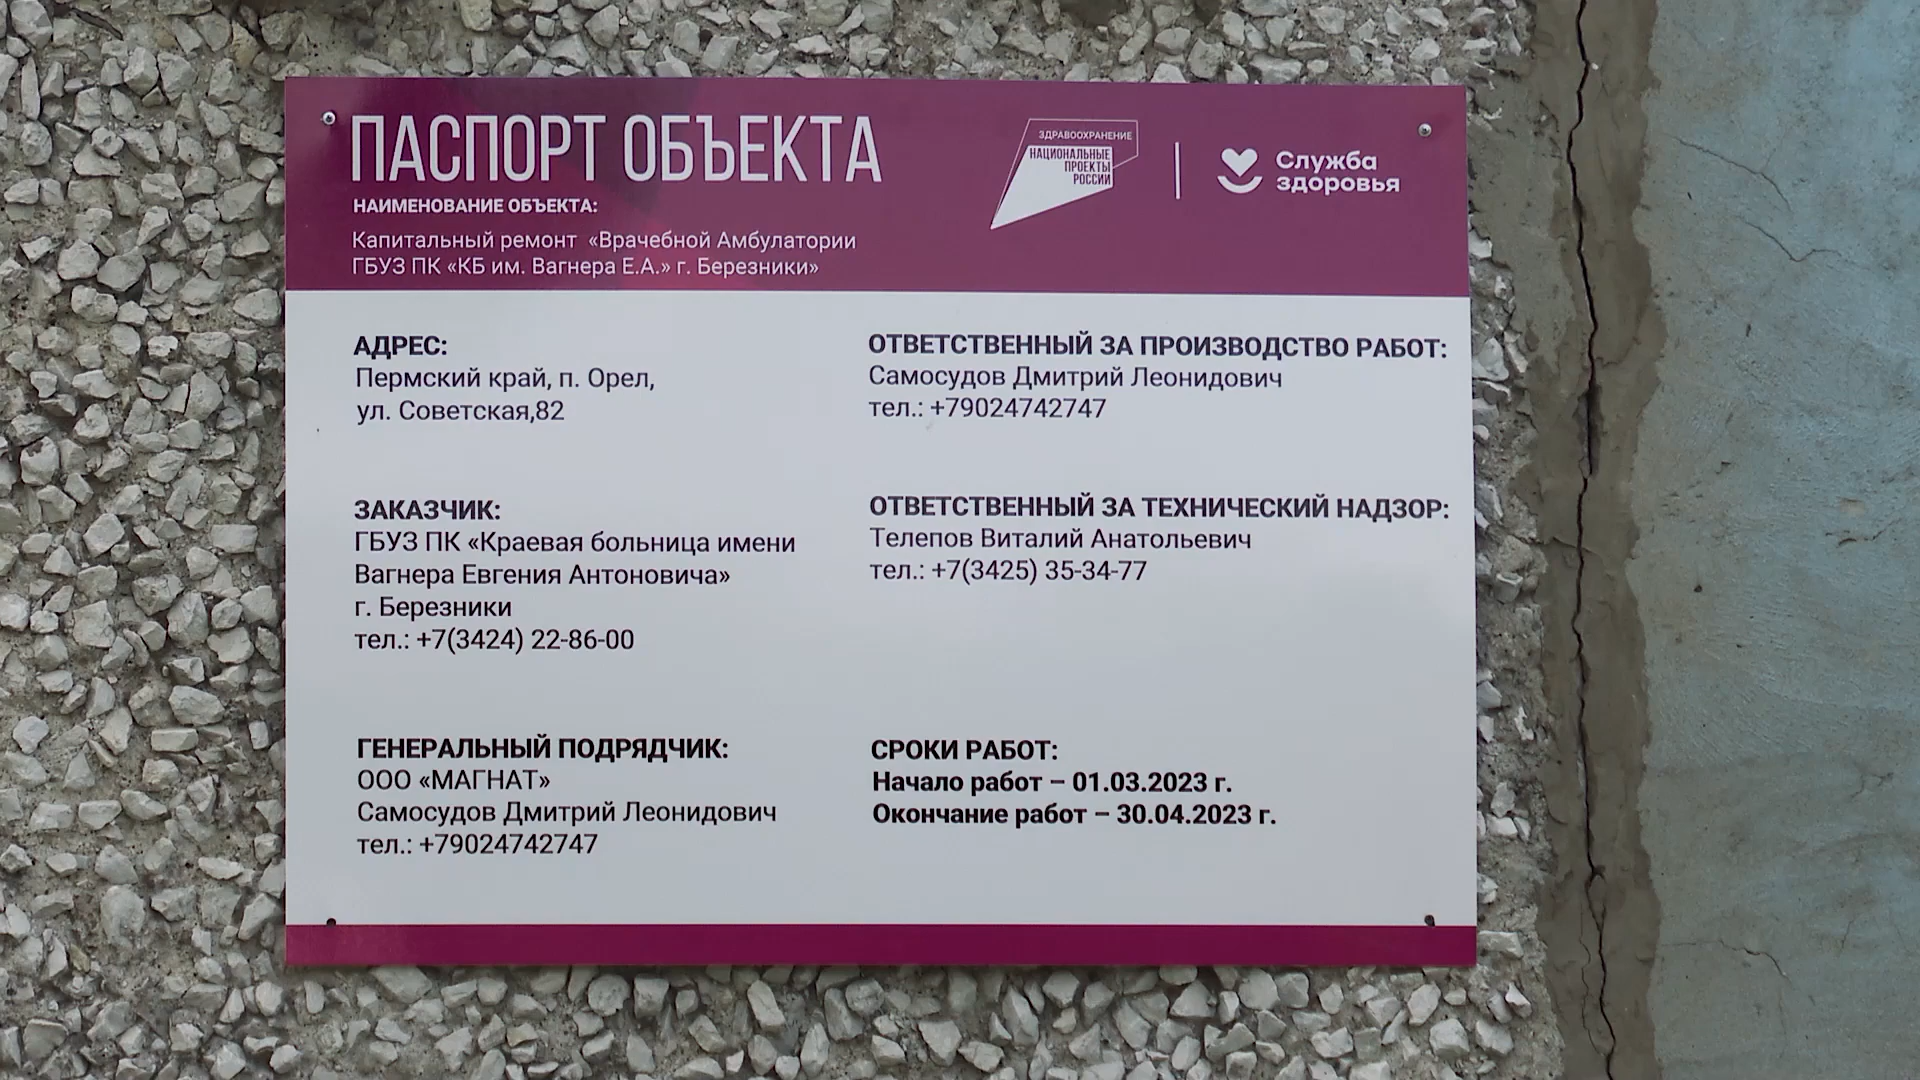 ПАСПОРТ ОБЪЕКТА
НАИМЕНОВАНИЕ ОБЪЕКТА:
Капитальный ремонт «Врачебной Амбулатории
ГБУЗ ПК «КБ им. Вагнера Е.А.» г. Березники»
ЗДРАВООХРАНЕНИЕ
НАЦИОНАЛЬНЫЕ
ПРОЕКТЫ
РОССИИ
Служба
здоровья
АДРЕС:
Пермский край, п. Орел,
ул. Советская,82
ЗАКАЗЧИК:
ГБУЗ ПК «Краевая больница имени
Вагнера Евгения Антоновича»
г. Березники
тел.: +7(3424) 22-86-00
ГЕНЕРАЛЬНЫЙ ПОДРЯДЧИК:
ООО «МАГНАТ»
Самосудов Дмитрий Леонидович
тел.: +79024742747
ОТВЕТСТВЕННЫЙ ЗА ПРОИЗВОДСТВО РАБОТ:
Самосудов Дмитрий Леонидович
тел.: +79024742747
ОТВЕТСТВЕННЫЙ ЗА ТЕХНИЧЕСКИЙ НАДЗОР:
Телепов Виталий Анатольевич
тел.: +7(3425) 35-34-77
СРОКИ РАБОТ:
Начало работ – 01.03.2023 г.
Окончание работ – 30.04.2023 г.